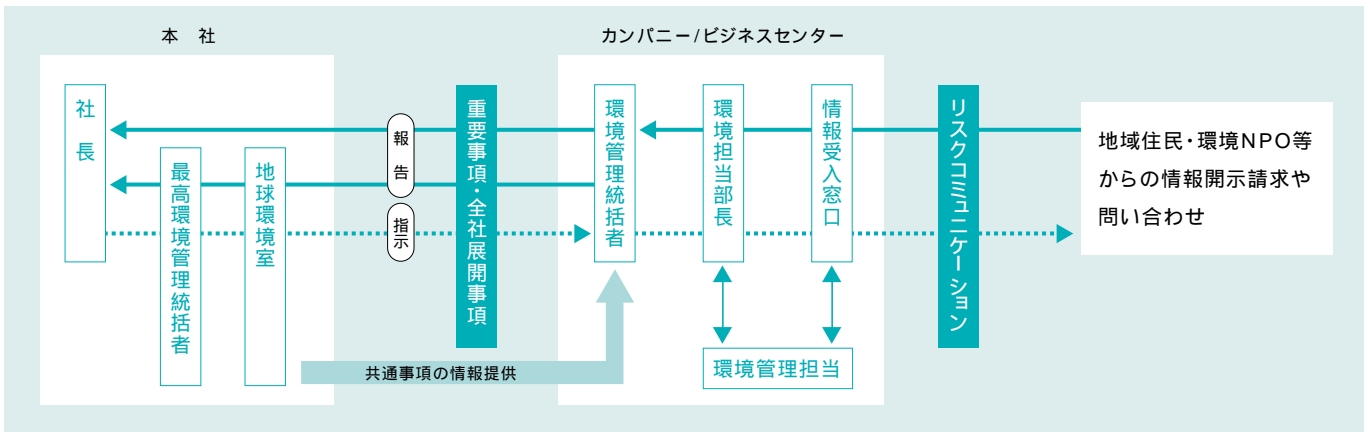 本 社
カンパニー/ビジネスセンター
社長
最高環境管理統括者
地球環境室
報告
指示
重要事項・全社展開事項
環境管理統括者
環境担当部長
情報受入窓口
リスクコミュニケーション
地域住民・環境NPO等
からの情報開示請求や
問い合わせ
環境管理担当
共通事項の情報提供